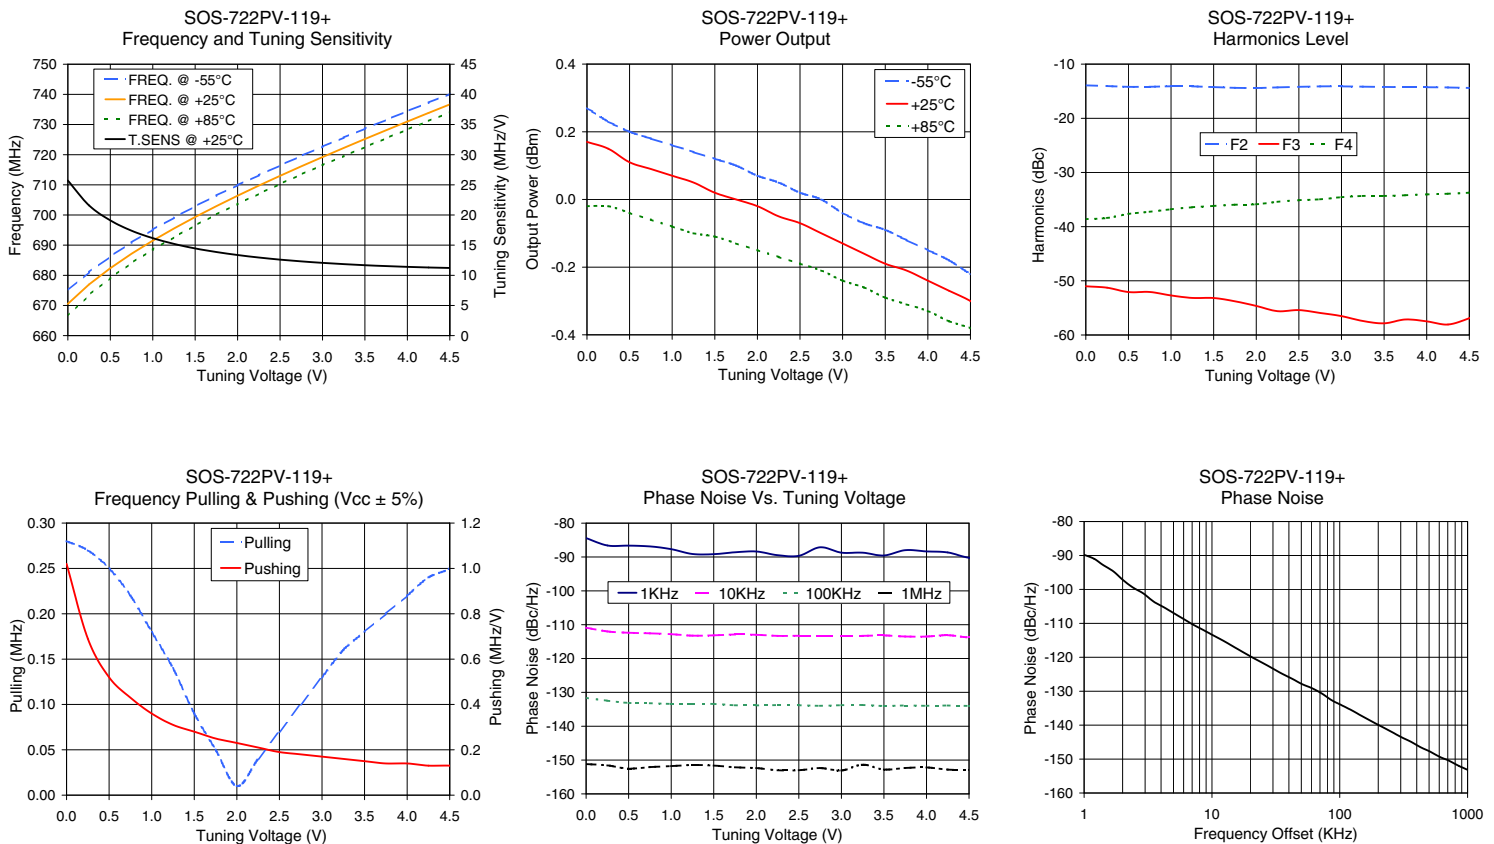 SOS-722PV-119+
Frequency and Tuning Sensitivity
750
740
730
720
710
700
690
680
670
660
Frequency (MHz)
FREQ. @ -55°C
FREQ. @ +25°C
FREQ. @ +85°C
T.SENS @ +25°C
45
40
35
30
25
20
15
10
5
0
Tuning Sensitivity (MHz/V)
0.0 0.5 1.0 1.5 2.0 2.5 3.0 3.5 4.0 4.5
Tuning Voltage (V)
SOS-722PV-119+
Power Output
0.4
0.2
0.0
-0.2
-0.4
Output Power (dBm)
-55°C
+25°C
+85°C
0.0 0.5 1.0 1.5 2.0 2.5 3.0 3.5 4.0 4.5
Tuning Voltage (V)
SOS-722PV-119+
Harmonics Level
-10
-20
-30
-40
-50
-60
Harmonics (dBc)
F2 F3 F4
0.0 0.5 1.0 1.5 2.0 2.5 3.0 3.5 4.0 4.5
Tuning Voltage (V)
SOS-722PV-119+
Frequency Pulling & Pushing (Vcc ± 5%)
0.30
0.25
0.20
0.15
0.10
0.05
0.00
Pulling (MHz)
Pulling
Pushing
1.2
1.0
0.8
0.6
0.4
0.2
0.0
Pushing (MHz/V)
0.0 0.5 1.0 1.5 2.0 2.5 3.0 3.5 4.0 4.5
Tuning Voltage (V)
SOS-722PV-119+
Phase Noise Vs. Tuning Voltage
-80
-90
-100
-110
-120
-130
-140
-150
-160
Phase Noise (dBc/Hz)
1KHz 10KHz 100KHz 1MHz
0.0 0.5 1.0 1.5 2.0 2.5 3.0 3.5 4.0 4.5
Tuning Voltage (V)
SOS-722PV-119+
Phase Noise
-80
-90
-100
-110
-120
-130
-140
-150
-160
Phase Noise (dBc/Hz)
1 10 100 1000
Frequency Offset (KHz)